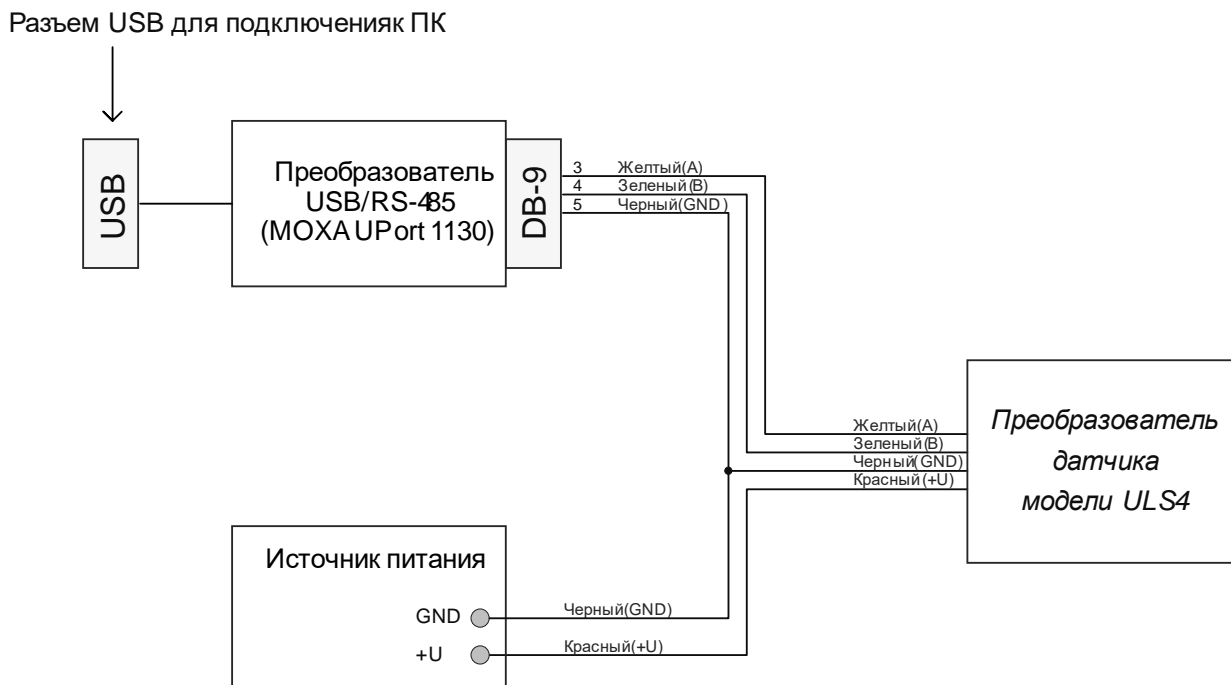 Разъем USB для подключенияк ПК
USB
Преобразователь
USB/RS-485
(MOXA UPort 1130)
DB-9
3 Желтый(A)
4 Зеленый(B)
5 Черный(GND)
Желтый(A)
Зеленый(B)
Черный(GND)
Красный(+U)
Преобразователь
датчика
модели ULS4
Источник питания
GND Черный(GND)
+U Красный(+U)